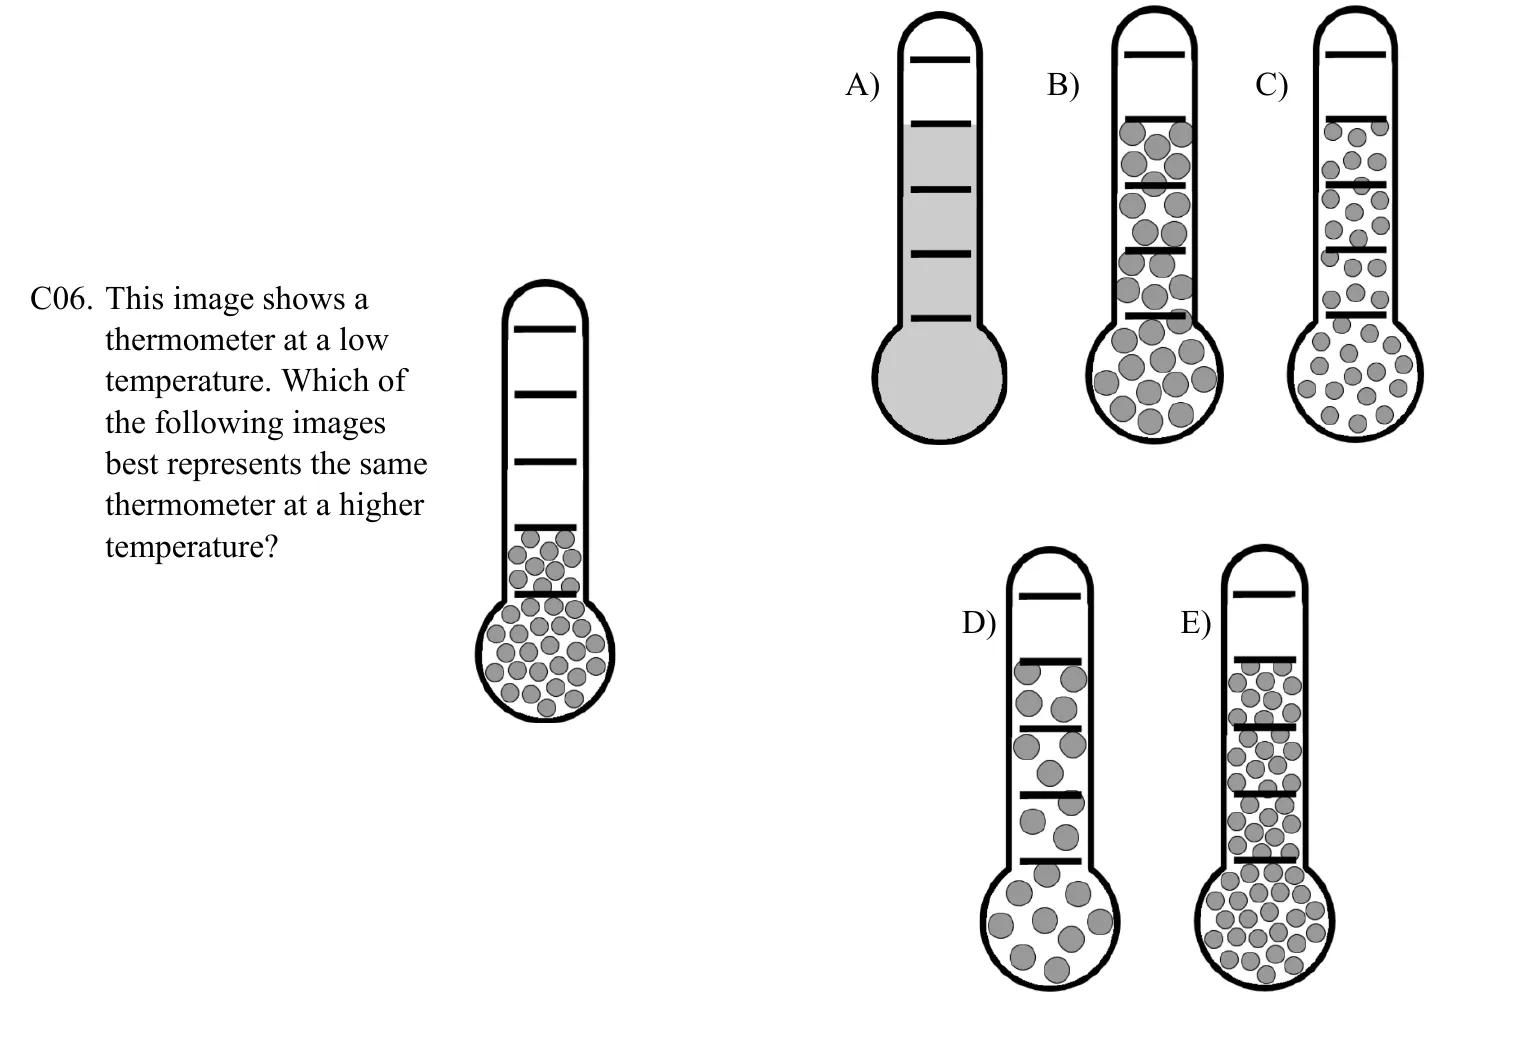 C06. This image shows a
thermometer at a low
temperature. Which of
the following images
best represents the same
thermometer at a higher
temperature?
A)
B)
C)
D)
E)